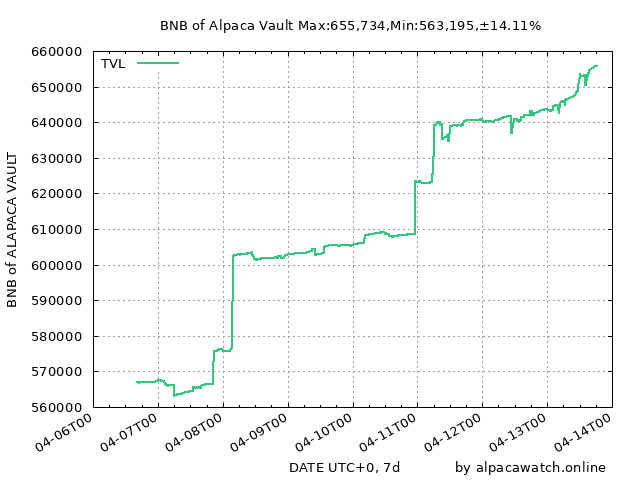 BNB of Alpaca Vault Max:655,734,Min:563,195,±14.11%
TVL
BNB of ALAPACA VAULT
660000
650000
640000
630000
620000
610000
600000
590000
580000
570000
560000
04-06T00
04-07T00
04-08T00
04-09T00
04-10T00
04-11T00
04-12T00
04-13T00
04-14T00
DATE UTC+0, 7d
by alpacawatch.online